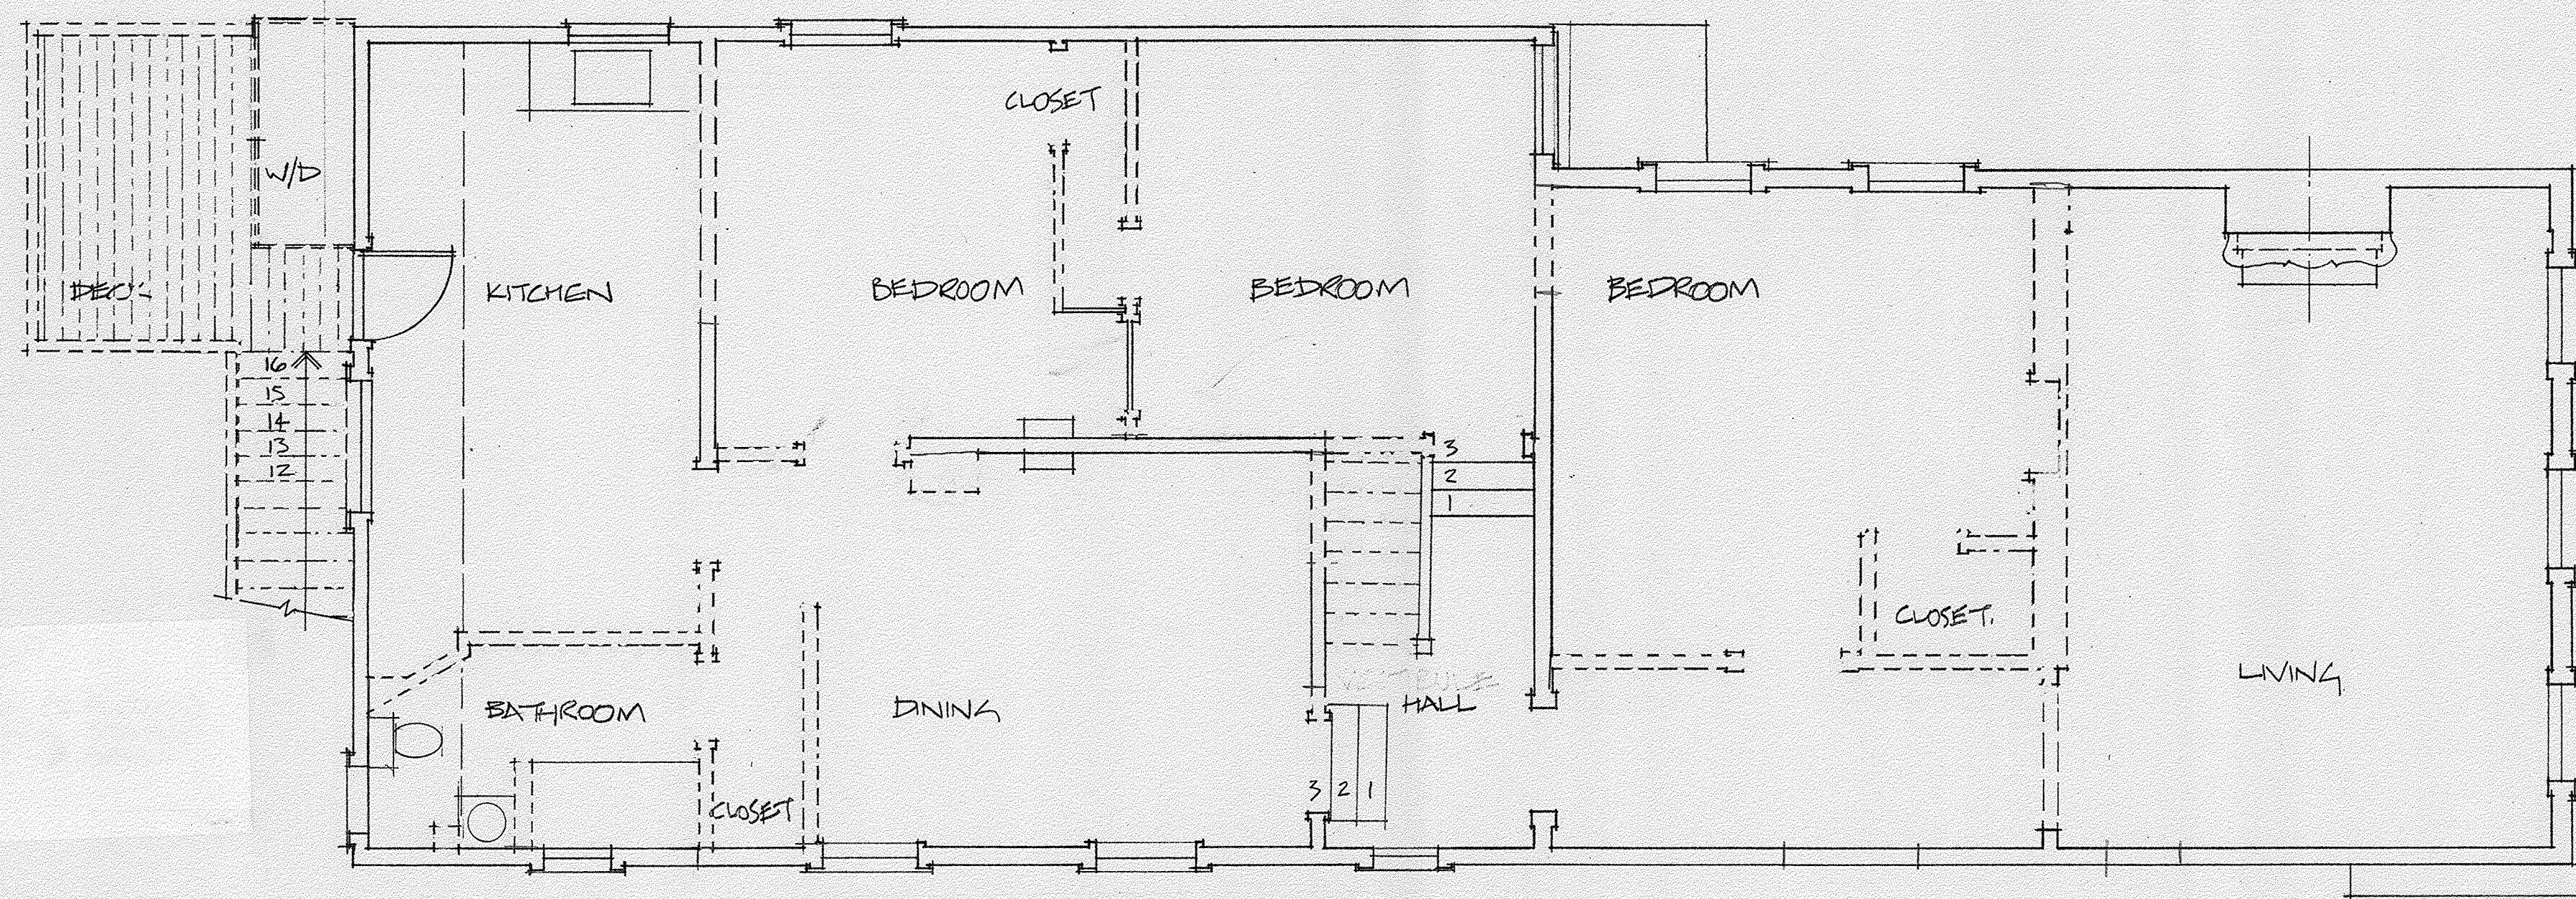 CLOSET
W/D
DECK
KITCHEN
BEDROOM
BEDROOM
BEDROOM
16
15
14
13
12
3
2
1
CLOSET.
LIVING
BATHROOM
DINING
HALL
3 2 1
CLOSET